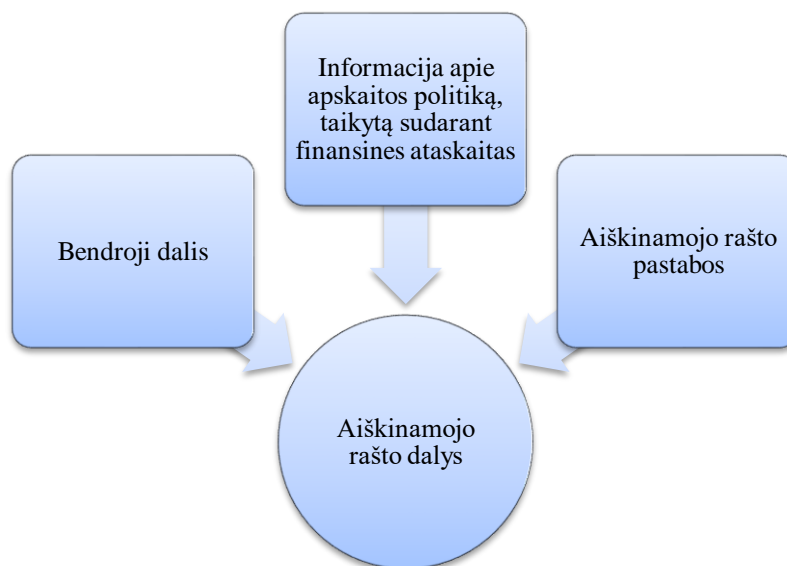 Informacija apie
apskaitos politiką,
taikytą sudarant
finansines ataskaitas
Bendroji dalis
Aiškinamojo rašto
pastabos
Aiškinamojo
rašto dalys